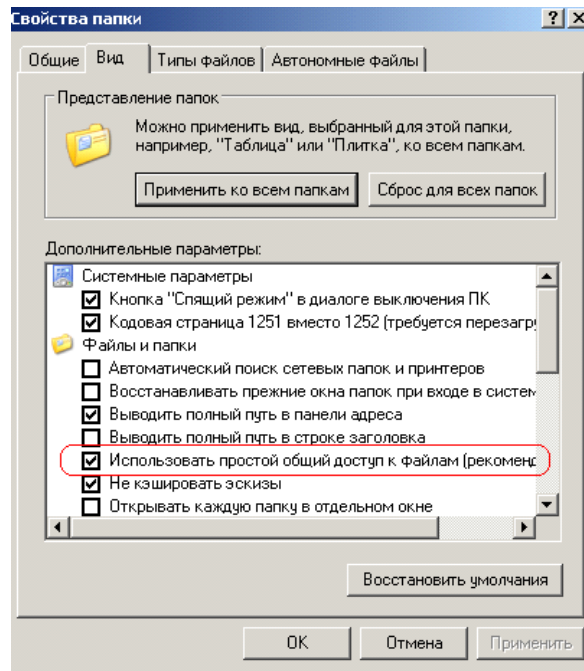 Свойства папки
Общие Вид Типы файлов Автономные файлы
Представление папок
Можно применить вид, выбранный для этой папки,
например, "Таблица" или "Плитка", ко всем папкам.
Применить ко всем папкам Сброс для всех папок
Дополнительные параметры:
Системные параметры
Кнопка "Спящий режим" в диалоге выключения ПК
Кодовая страница 1251 вместо 1252 (требуется перезагру
Файлы и папки
Автоматический поиск сетевых папок и принтеров
Восстанавливать прежние окна папок при входе в систем
Выводить полный путь в панели адреса
Выводить полный путь в строке заголовка
Использовать простой общий доступ к файлам (рекоменд
Не кэшировать эскизы
Открывать каждую папку в отдельном окне
Восстановить умолчания
OK Отмена Применить